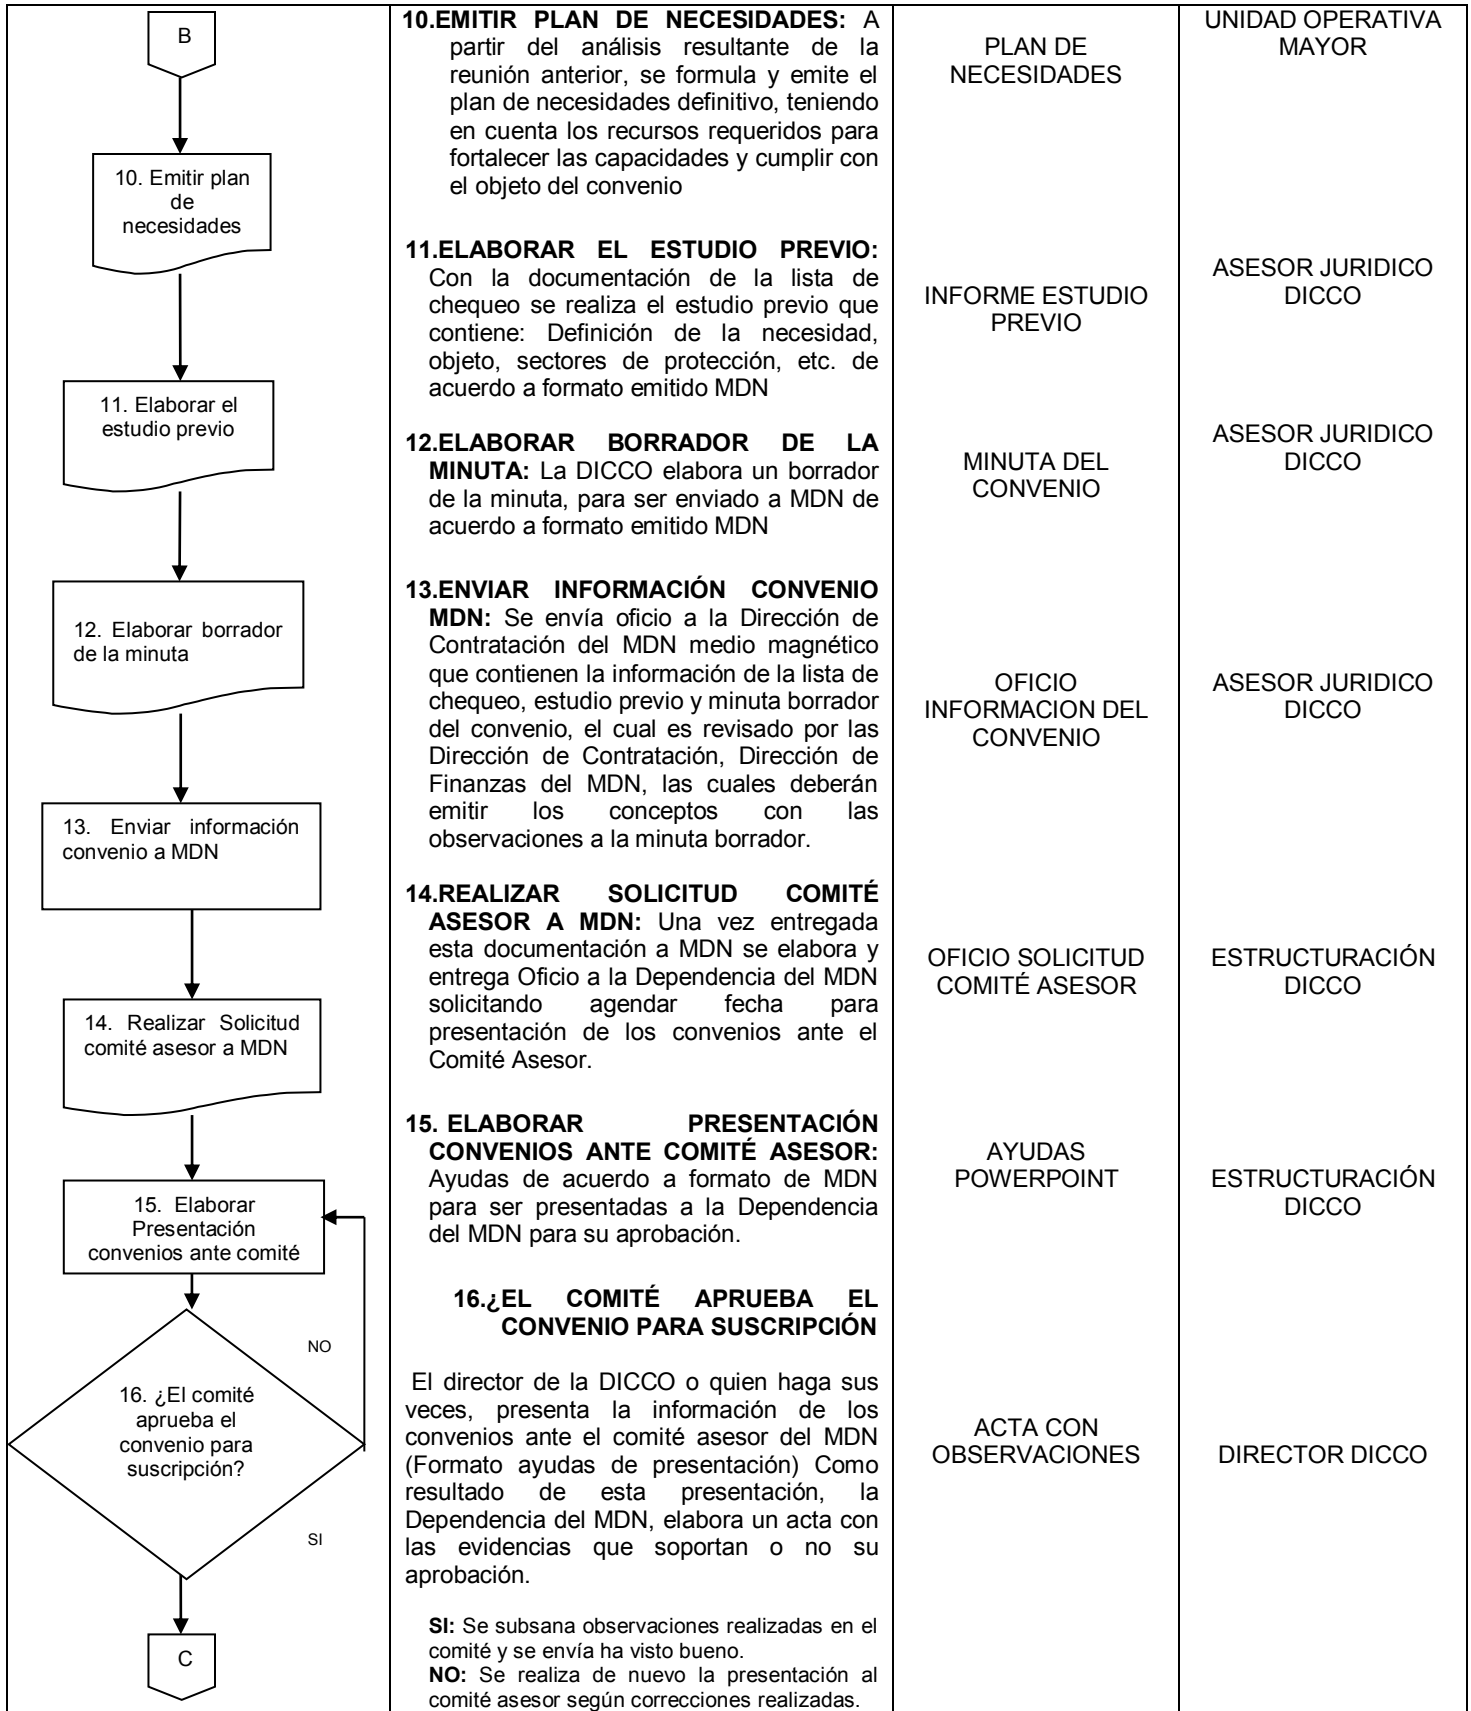 B
10. Emitir plan
de
necesidades
11. Elaborar el
estudio previo
12. Elaborar borrador
de la minuta
13. Enviar información
convenio a MDN
14. Realizar Solicitud
comité asesor a MDN
15. Elaborar
Presentación
convenios ante comité
NO
16. ¿El comité
aprueba el
convenio para
suscripción?
SI
C
10.EMITIR PLAN DE NECESIDADES: A
partir del análisis resultante de la
reunión anterior, se formula y emite el
plan de necesidades definitivo, teniendo
en cuenta los recursos requeridos para
fortalecer las capacidades y cumplir con
el objeto del convenio
11.ELABORAR EL ESTUDIO PREVIO:
Con la documentación de la lista de
chequeo se realiza el estudio previo que
contiene: Definición de la necesidad,
objeto, sectores de protección, etc. de
acuerdo a formato emitido MDN
12.ELABORAR BORRADOR DE LA
MINUTA: La DICCO elabora un borrador
de la minuta, para ser enviado a MDN de
acuerdo a formato emitido MDN
13.ENVIAR INFORMACIÓN CONVENIO
MDN: Se envía oficio a la Dirección de
Contratación del MDN medio magnético
que contienen la información de la lista de
chequeo, estudio previo y minuta borrador
del convenio, el cual es revisado por las
Dirección de Contratación, Dirección de
Finanzas del MDN, las cuales deberán
emitir los conceptos con las
observaciones a la minuta borrador.
14.REALIZAR SOLICITUD COMITÉ
ASESOR A MDN: Una vez entregada
esta documentación a MDN se elabora y
entrega Oficio a la Dependencia del MDN
solicitando agendar fecha para
presentación de los convenios ante el
Comité Asesor.
15. ELABORAR PRESENTACIÓN
CONVENIOS ANTE COMITÉ ASESOR:
Ayudas de acuerdo a formato de MDN
para ser presentadas a la Dependencia
del MDN para su aprobación.
16.¿EL COMITÉ APRUEBA EL
CONVENIO PARA SUSCRIPCIÓN
El director de la DICCO o quien haga sus
veces, presenta la información de los
convenios ante el comité asesor del MDN
(Formato ayudas de presentación) Como
resultado de esta presentación, la
Dependencia del MDN, elabora un acta con
las evidencias que soportan o no su
aprobación.
SI: Se subsana observaciones realizadas en el
comité y se envía ha visto bueno.
NO: Se realiza de nuevo la presentación al
comité asesor según correcciones realizadas.
PLAN DE
NECESIDADES
INFORME ESTUDIO
PREVIO
MINUTA DEL
CONVENIO
OFICIO
INFORMACION DEL
CONVENIO
OFICIO SOLICITUD
COMITÉ ASESOR
AYUDAS
POWERPOINT
ACTA CON
OBSERVACIONES
UNIDAD OPERATIVA
MAYOR
ASESOR JURIDICO
DICCO
ASESOR JURIDICO
DICCO
ASESOR JURIDICO
DICCO
ESTRUCTURACIÓN
DICCO
ESTRUCTURACIÓN
DICCO
DIRECTOR DICCO